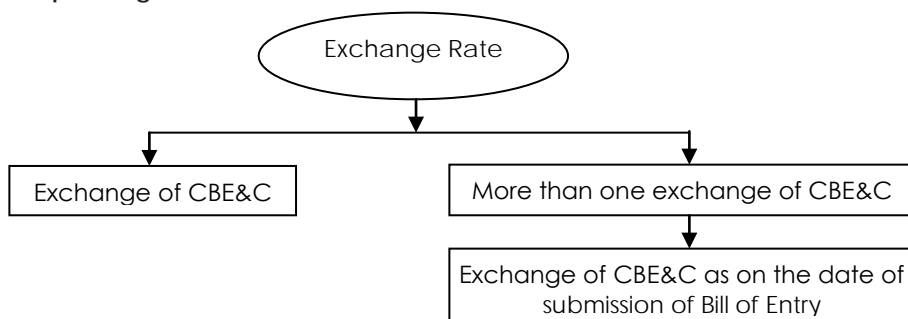 Exchange Rate
Exchange of CBE&C
More than one exchange of CBE&C
Exchange of CBE&C as on the date of
submission of Bill of Entry